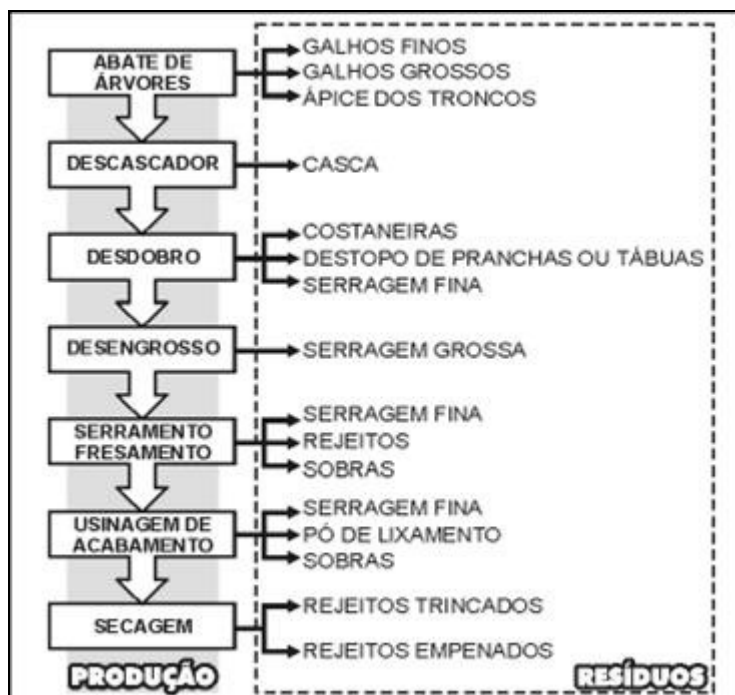 ABATE DE
ÁRVORES
GALHOS FINOS
GALHOS GROSSOS
ÁPICE DOS TRONCOS
DESCASCADOR
CASCA
DESDOBRO
COSTANEIRAS
DESTOPO DE PRANCHAS OU TÁBUAS
SERRAGEM FINA
DESENGROSSO
SERRAGEM GROSSA
SERRAMENTO
FRESAMENTO
SERRAGEM FINA
REJEITOS
SOBRAS
USINAGEM DE
ACABAMENTO
SERRAGEM FINA
PÓ DE LIXAMENTO
SOBRAS
SECAGEM
REJEITOS TRINCADOS
REJEITOS EMPENADOS
PRODUÇÃO
RESÍDUOS